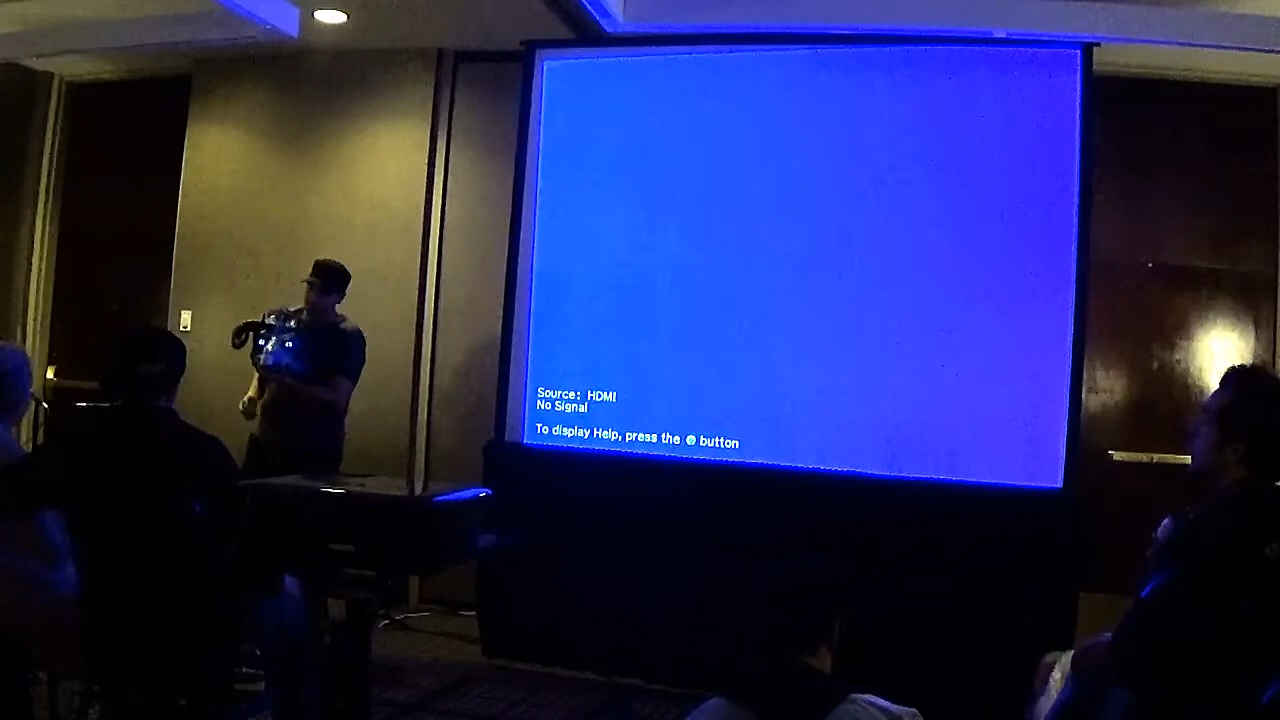 Source: HDMI
No Signal
To display Help, press the button